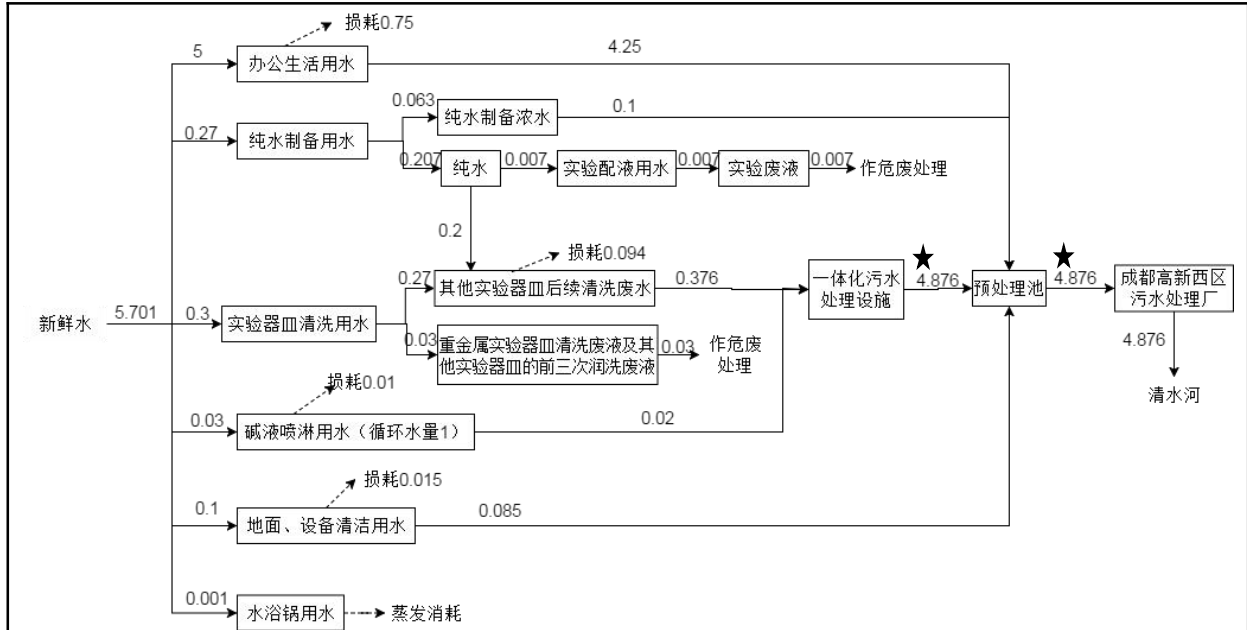 损耗0.75
5
办公生活用水
4.25
0.063
纯水制备浓水
0.1
0.27
纯水制备用水
0.207
纯水
0.007
实验配液用水
0.007
实验废液
0.007
作危废处理
0.2
损耗0.094
0.27
其他实验器皿后续清洗废水
0.376
一体化污水
处理设施
4.876
预处理池
4.876
成都高新西区
污水处理厂
4.876
清水河
新鲜水
5.701
0.3
实验器皿清洗用水
0.03
重金属实验器皿清洗废液及其
他实验器皿的前三次润洗废液
0.03
作危废
处理
损耗0.01
0.03
碱液喷淋用水（循环水量1）
0.02
损耗0.015
0.1
地面、设备清洁用水
0.085
0.001
水浴锅用水
蒸发消耗